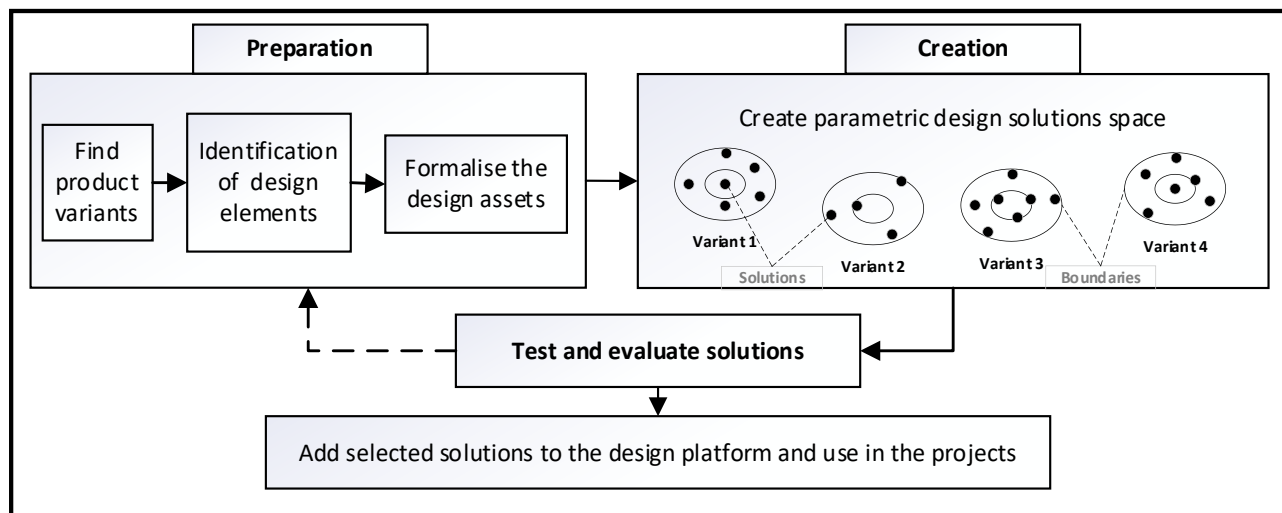 Preparation
Creation
Find
product
variants
Identification
of design
elements
Formalise the
design assets
Create parametric design solutions space
Variant 1
Variant 2
Variant 3
Variant 4
Solutions
Boundaries
Test and evaluate solutions
Add selected solutions to the design platform and use in the projects